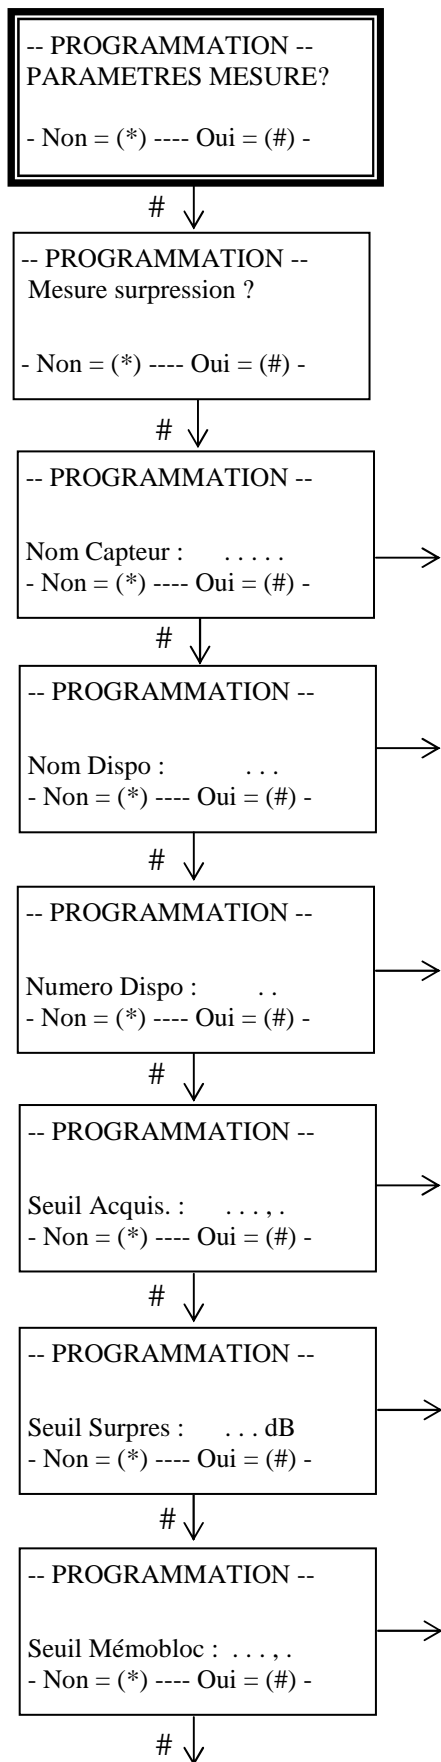 -- PROGRAMMATION --
PARAMETRES MESURE?
- Non = (*) ---- Oui = (#) -
#
-- PROGRAMMATION --
Mesure surpression ?
- Non = (*) ---- Oui = (#) -
#
-- PROGRAMMATION --
Nom Capteur : . . . . .
- Non = (*) ---- Oui = (#) -
#
-- PROGRAMMATION --
Nom Dispo : . . .
- Non = (*) ---- Oui = (#) -
#
-- PROGRAMMATION --
Numero Dispo : . .
- Non = (*) ---- Oui = (#) -
#
-- PROGRAMMATION --
Seuil Acquis. : . . . , .
- Non = (*) ---- Oui = (#) -
#
-- PROGRAMMATION --
Seuil Surpres : . . . dB
- Non = (*) ---- Oui = (#) -
#
-- PROGRAMMATION --
Seuil Mémobloc : . . . , .
- Non = (*) ---- Oui = (#) -
#